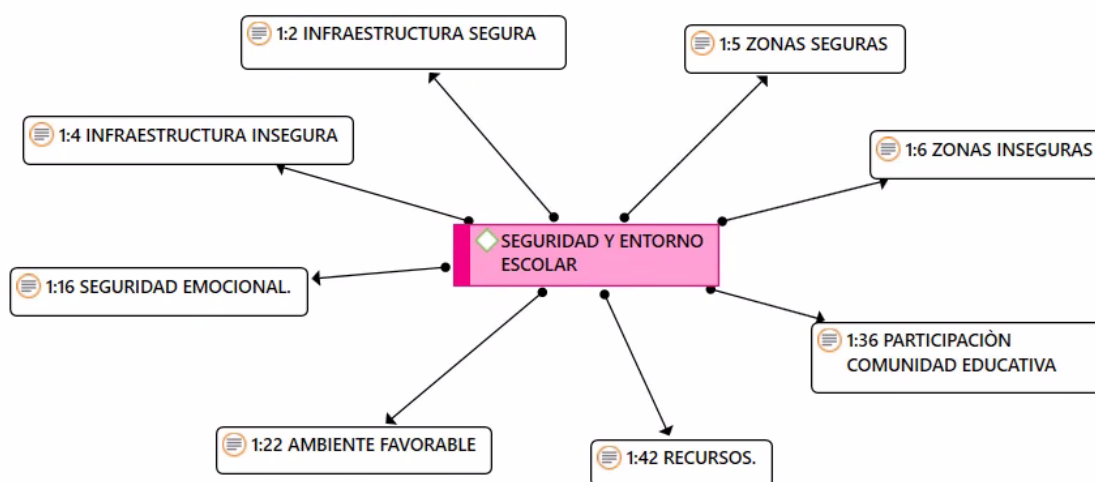 1:2 INFRAESTRUCTURA SEGURA
1:5 ZONAS SEGURAS
1:4 INFRAESTRUCTURA INSEGURA
1:6 ZONAS INSEGURAS
SEGURIDAD Y ENTORNO
ESCOLAR
1:16 SEGURIDAD EMOCIONAL.
1:36 PARTICIPACIÒN
COMUNIDAD EDUCATIVA
1:22 AMBIENTE FAVORABLE
1:42 RECURSOS.